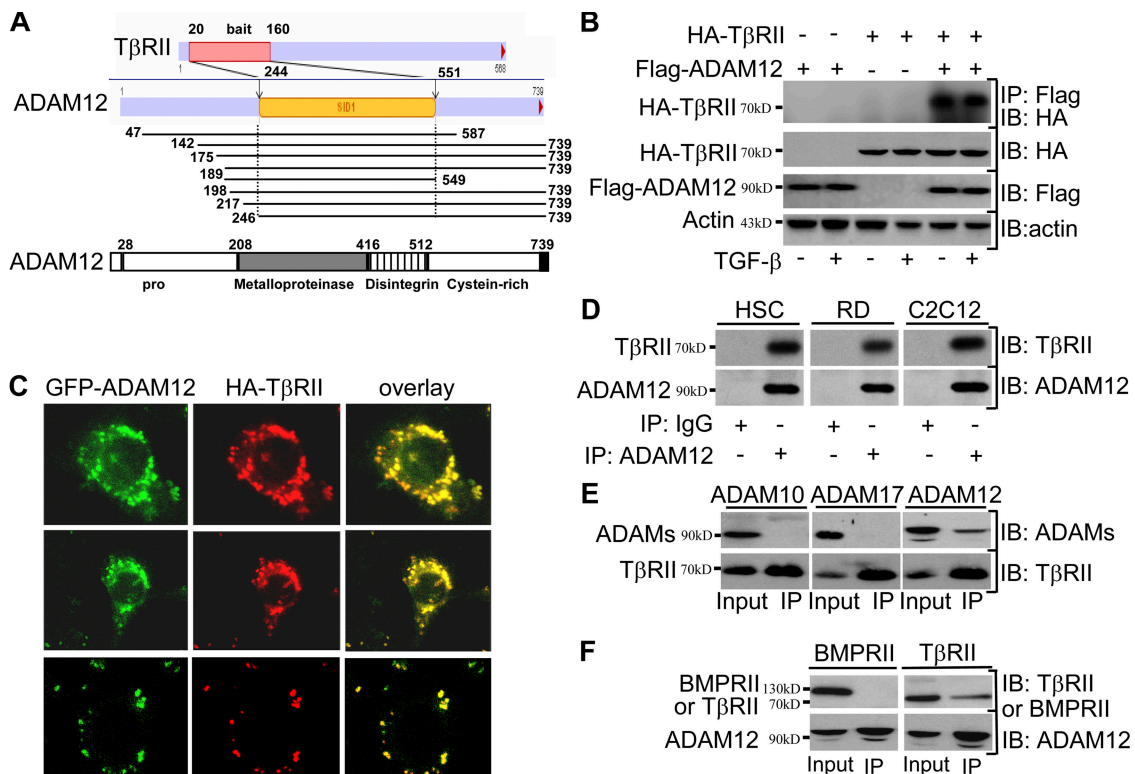 A
20 bait 160
TβRII
1 568
244 551
1 739
ADAM12
SID1
47 587
142 739
175 739
189 549
198 739
217 739
246 739
28 208 416 512 739
ADAM12
pro Metalloproteinase Disintegrin Cystein-rich
B
HA-TβRII - - + + + +
Flag-ADAM12 + + - - + +
HA-TβRII 70kD IP: Flag
IB: HA
HA-TβRII 70kD IB: HA
Flag-ADAM12 90kD IB: Flag
Actin 43kD IB:actin
TGF-β - + - + - +
C
GFP-ADAM12 HA-TβRII overlay
D
HSC RD C2C12
TβRII 70kD IB: TβRII
ADAM12 90kD IB: ADAM12
IP: IgG + - + - + -
IP: ADAM12 - + - + - +
E
ADAM10 ADAM17 ADAM12
ADAMs 90kD IB: ADAMs
TβRII 70kD IB: TβRII
Input IP Input IP Input IP
F
BMPRII TβRII
BMPRII 130kD IB: TβRII
or TβRII 70kD or BMPRII
ADAM12 90kD IB: ADAM12
Input IP Input IP